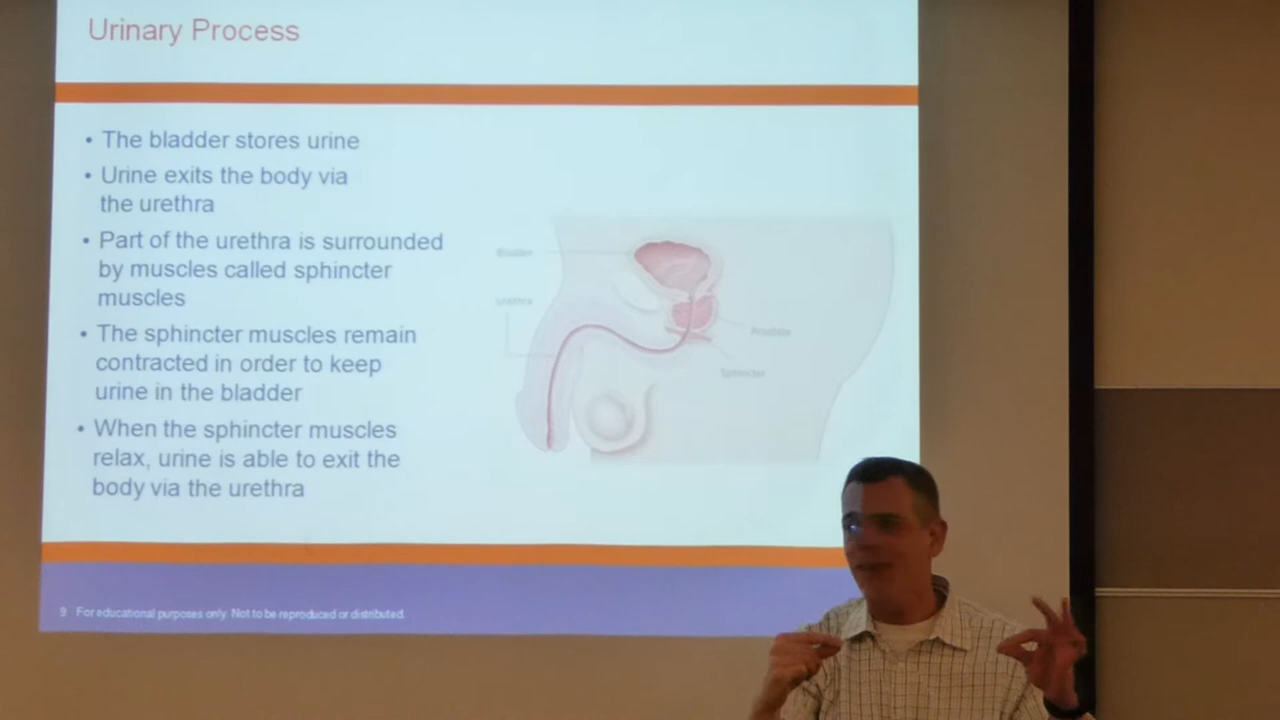 Urinary Process
• The bladder stores urine
• Urine exits the body via
the urethra
• Part of the urethra is surrounded
by muscles called sphincter
muscles
• The sphincter muscles remain
contracted in order to keep
urine in the bladder
• When the sphincter muscles
relax, urine is able to exit the
body via the urethra
Bladder
Urethra
Prostate
Sphincter
9 For educational purposes only. Not to be reproduced or distributed.